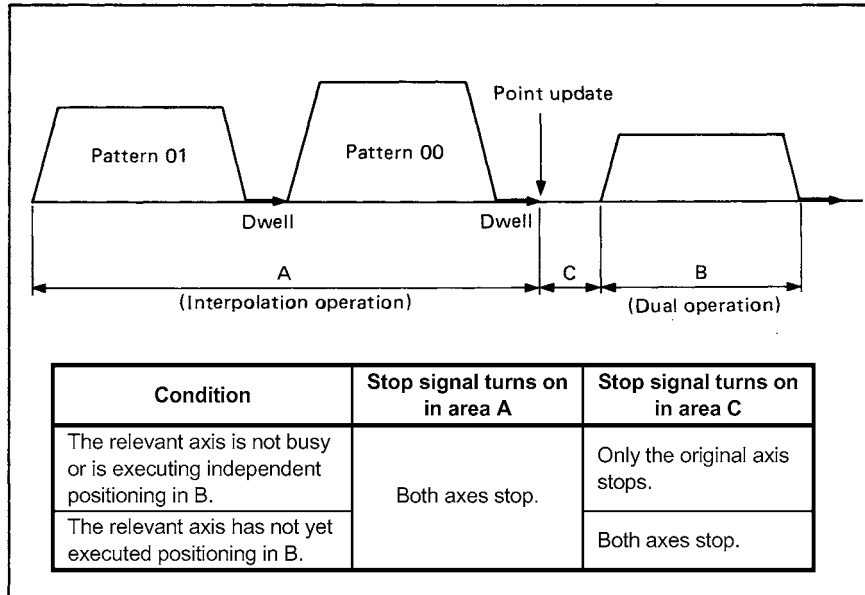 Point update
Pattern 01
Pattern 00
Dwell
Dwell
A
C
B
(Interpolation operation)
(Dual operation)
Condition
Stop signal turns on
in area A
Stop signal turns on
in area C
The relevant axis is not busy
or is executing independent
positioning in B.
Both axes stop.
Only the original axis
stops.
The relevant axis has not yet
executed positioning in B.
Both axes stop.